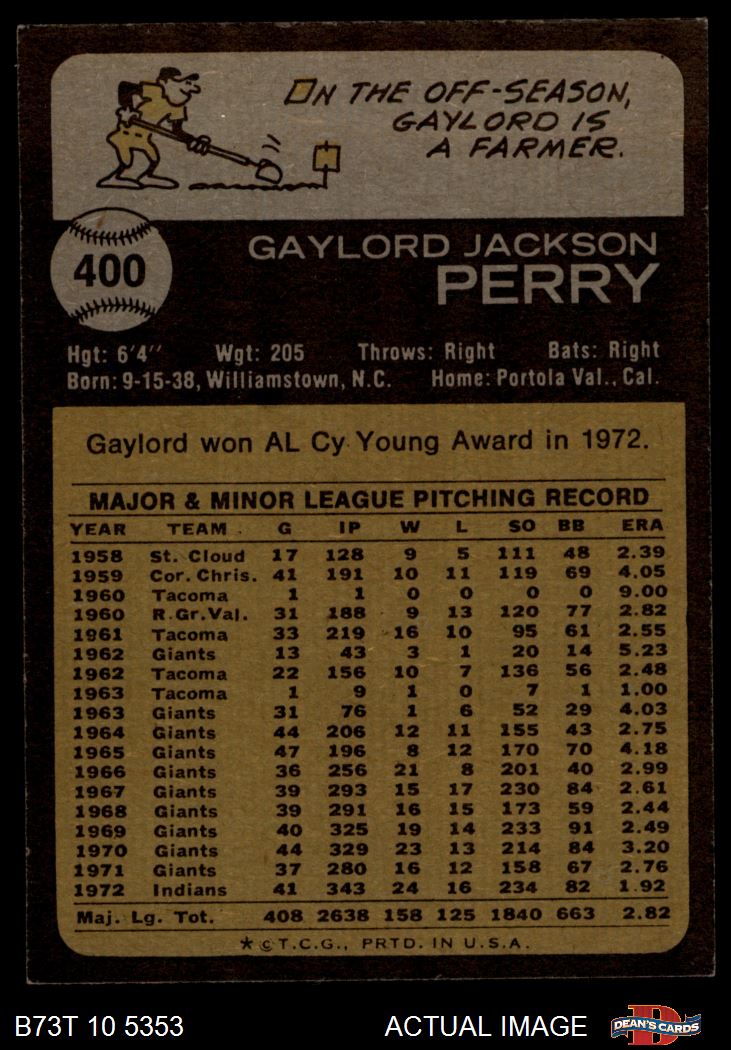 ON THE OFF-SEASON,
GAYLORD IS
A FARMER.
400
GAYLORD JACKSON
PERRY
Hgt: 6'4" Wgt: 205 Throws: Right Bats: Right
Born: 9-15-38, Williamstown, N.C. Home: Portola Val., Cal.
Gaylord won AL Cy Young Award in 1972.
MAJOR & MINOR LEAGUE PITCHING RECORD
YEAR TEAM G IP W L SO BB ERA
1958 St. Cloud 17 128 9 5 111 48 2.39
1959 Cor. Chris. 41 191 10 11 119 69 4.05
1960 Tacoma 1 1 0 0 0 0 9.00
1960 R.Gr.Val. 31 188 9 13 120 77 2.82
1961 Tacoma 33 219 16 10 95 61 2.55
1962 Giants 13 43 3 1 20 14 5.23
1962 Tacoma 22 156 10 7 136 56 2.48
1963 Tacoma 1 9 1 0 7 1 1.00
1963 Giants 31 76 1 6 52 29 4.03
1964 Giants 44 206 12 11 155 43 2.75
1965 Giants 47 196 8 12 170 70 4.18
1966 Giants 36 256 21 8 201 40 2.99
1967 Giants 39 293 15 17 230 84 2.61
1968 Giants 39 291 16 15 173 59 2.44
1969 Giants 40 325 19 14 233 91 2.49
1970 Giants 44 329 23 13 214 84 3.20
1971 Giants 37 280 16 12 158 67 2.76
1972 Indians 41 343 24 16 234 82 1.92
Maj. Lg. Tot. 408 2638 158 125 1840 663 2.82
★ © T.C.G., PRTD. IN U.S.A.
B73T 10 5353 ACTUAL IMAGE
D
DEAN'S CARDS